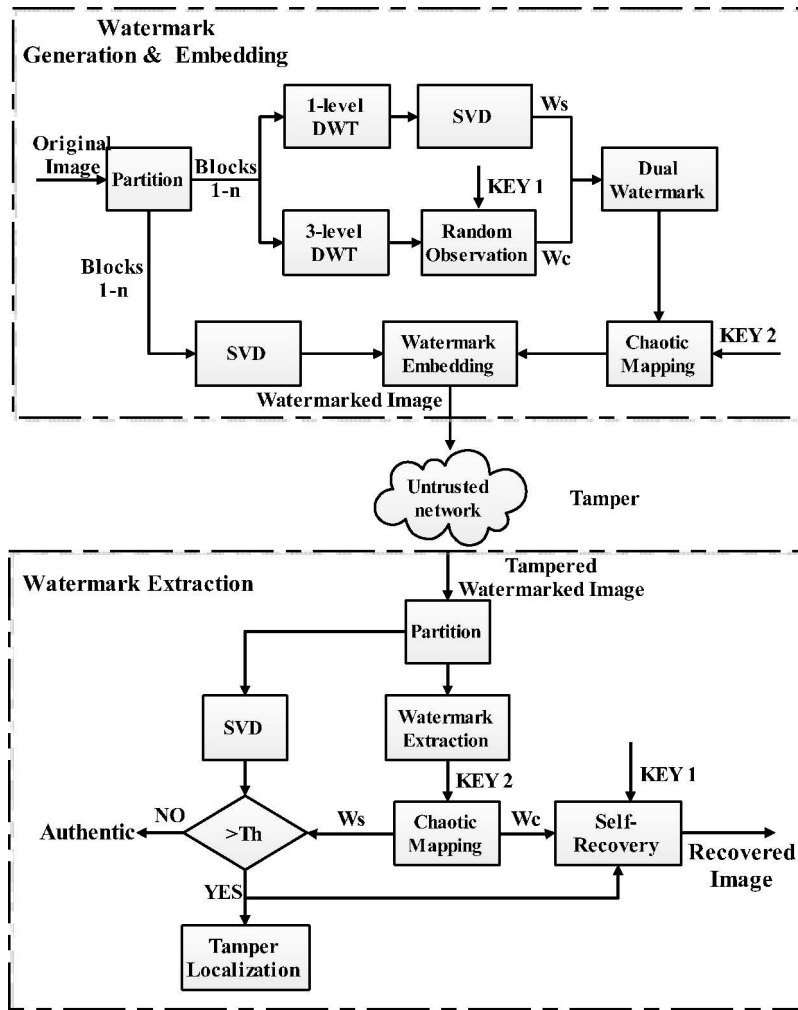 Watermark
Generation & Embedding
Original
Image
Partition
Blocks
1-n
1-level
DWT
SVD
Ws
KEY 1
3-level
DWT
Random
Observation
Wc
Dual
Watermark
Blocks
1-n
SVD
Watermark
Embedding
Chaotic
Mapping
KEY 2
Watermarked Image
Untrusted
network
Tamper
Watermark Extraction
Tampered
Watermarked Image
Partition
SVD
Watermark
Extraction
KEY 2
KEY 1
Authentic
NO
>Th
Ws
Chaotic
Mapping
Wc
Self-
Recovery
Recovered
Image
YES
Tamper
Localization